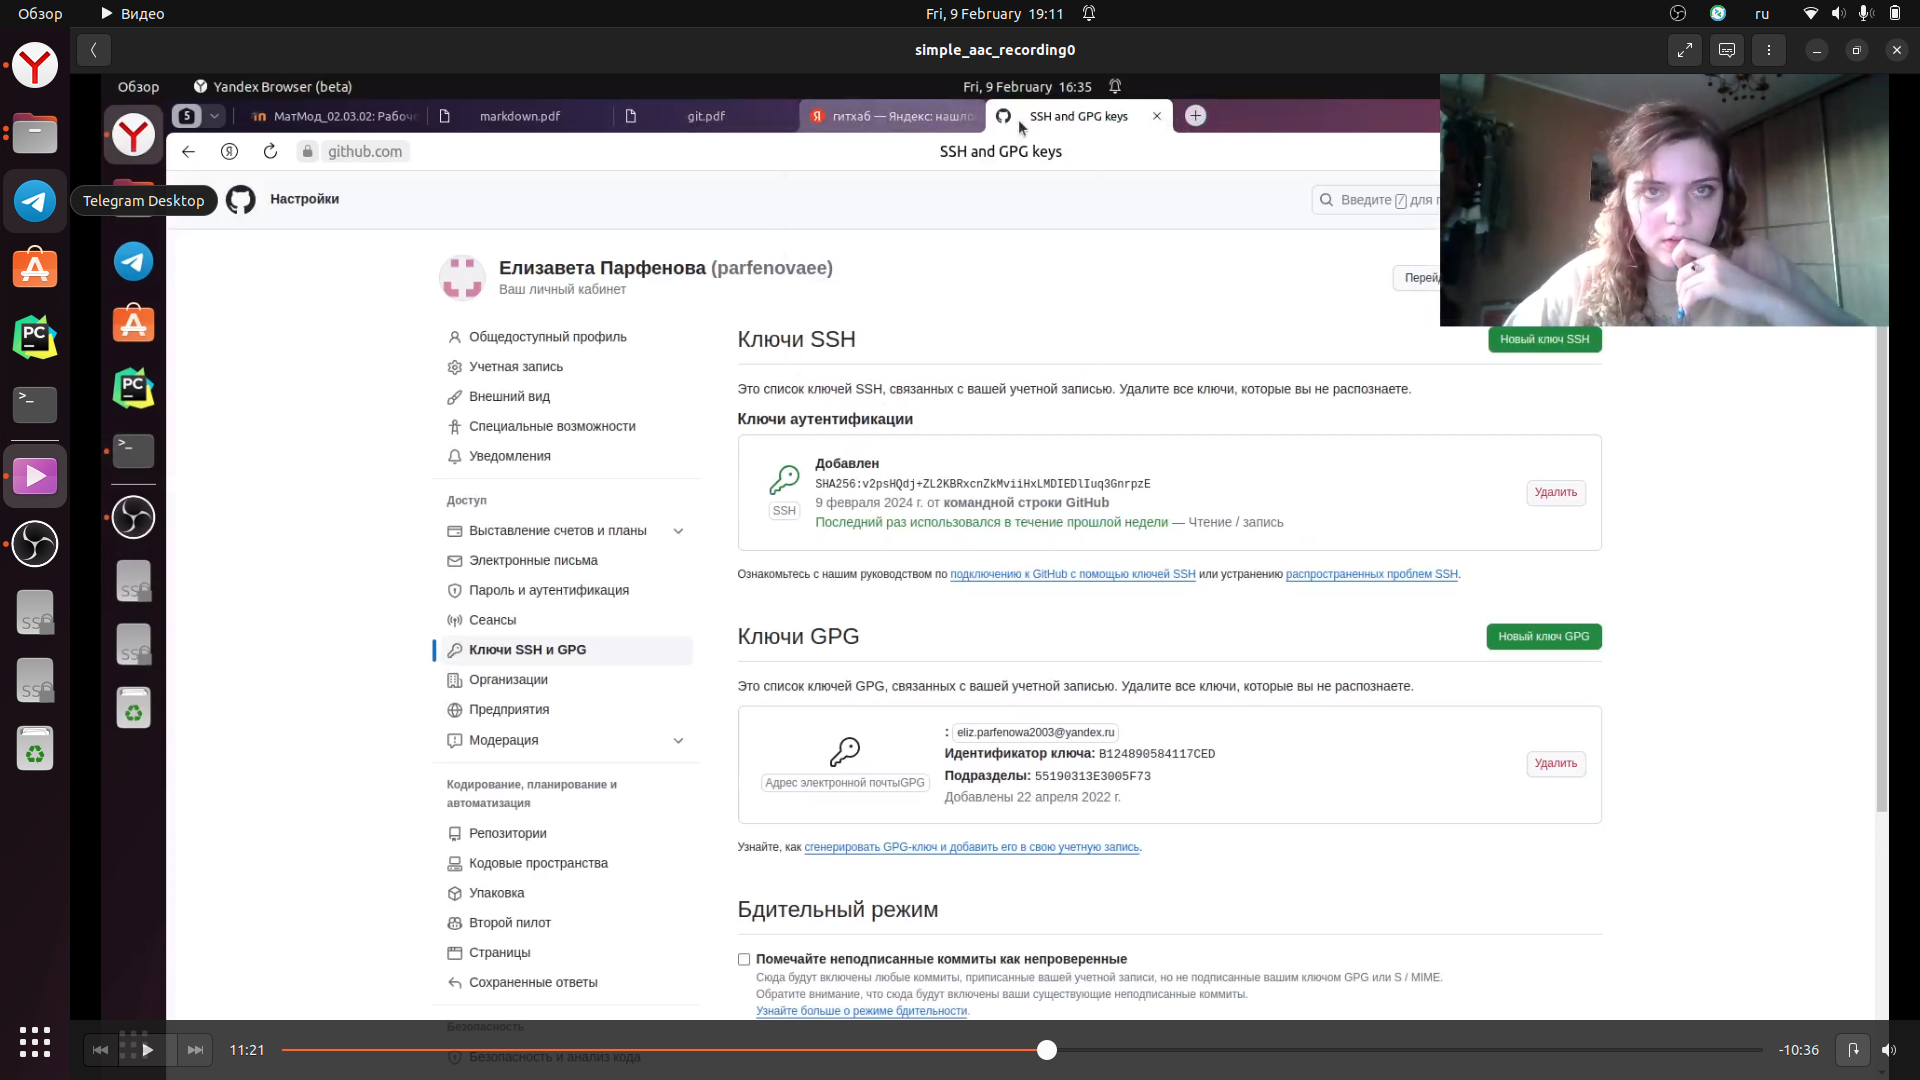 Обзор
Видео
Fri, 9 February 19:11
ru
simple_aac_recording0
Обзор
Yandex Browser (beta)
Fri, 9 February 16:35
5
МатМод_02.03.02: Рабоч
markdown.pdf
git.pdf
гитхаб — Яндекс: нашло
SSH and GPG keys
github.com
SSH and GPG keys
Telegram Desktop
Настройки
Введите / для п
Елизавета Парфенова (parfenovaee)
Ваш личный кабинет
Перей
Общедоступный профиль
Учетная запись
Внешний вид
Специальные возможности
Уведомления
Доступ
Выставление счетов и планы
Электронные письма
Пароль и аутентификация
Сеансы
Ключи SSH и GPG
Организации
Предприятия
Модерация
Кодирование, планирование и
автоматизация
Репозитории
Кодовые пространства
Упаковка
Второй пилот
Страницы
Сохраненные ответы
Безопасность
Безопасность и анализ кода
Ключи SSH
Новый ключ SSH
Это список ключей SSH, связанных с вашей учетной записью. Удалите все ключи, которые вы не распознаете.
Ключи аутентификации
Добавлен
SHA256:v2psHQdj+ZL2KBRxcnZkMviiHxLMDIEDlIuq3GnrpzE
9 февраля 2024 г. от командной строки GitHub
Последний раз использовался в течение прошлой недели — Чтение / запись
SSH
Удалить
Ознакомьтесь с нашим руководством по подключению к GitHub с помощью ключей SSH или устранению распространенных проблем SSH.
Ключи GPG
Новый ключ GPG
Это список ключей GPG, связанных с вашей учетной записью. Удалите все ключи, которые вы не распознаете.
: eliz.parfenowa2003@yandex.ru
Идентификатор ключа: B124890584117CED
Подразделы: 55190313E3005F73
Добавлены 22 апреля 2022 г.
Адрес электронной почтыGPG
Удалить
Узнайте, как сгенерировать GPG-ключ и добавить его в свою учетную запись.
Бдительный режим
Помечайте неподписанные коммиты как непроверенные
Сюда будут включены любые коммиты, приписанные вашей учетной записи, но не подписанные вашим ключом GPG или S / MIME.
Обратите внимание, что сюда будут включены ваши существующие неподписанные коммиты.
Узнайте больше о режиме бдительности.
11:21
-10:36